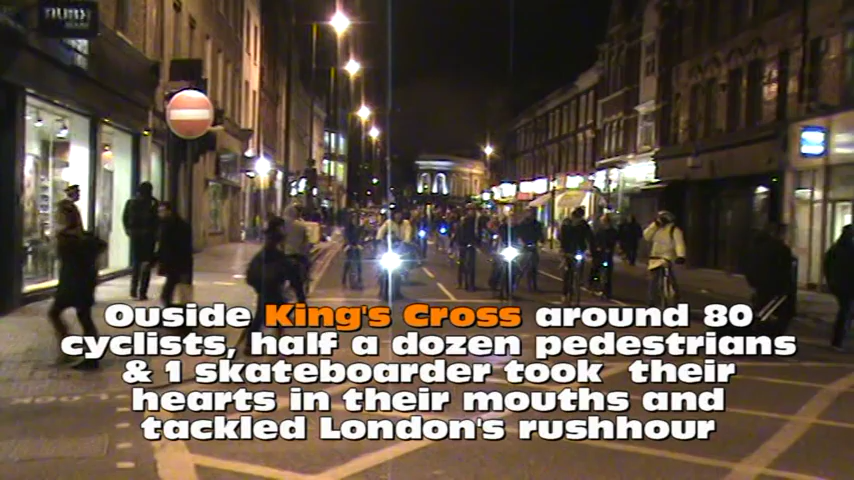 Ouside King's Cross around 80
cyclists, half a dozen pedestrians
& 1 skateboarder took  their
hearts in their mouths and
tackled London's rushhour